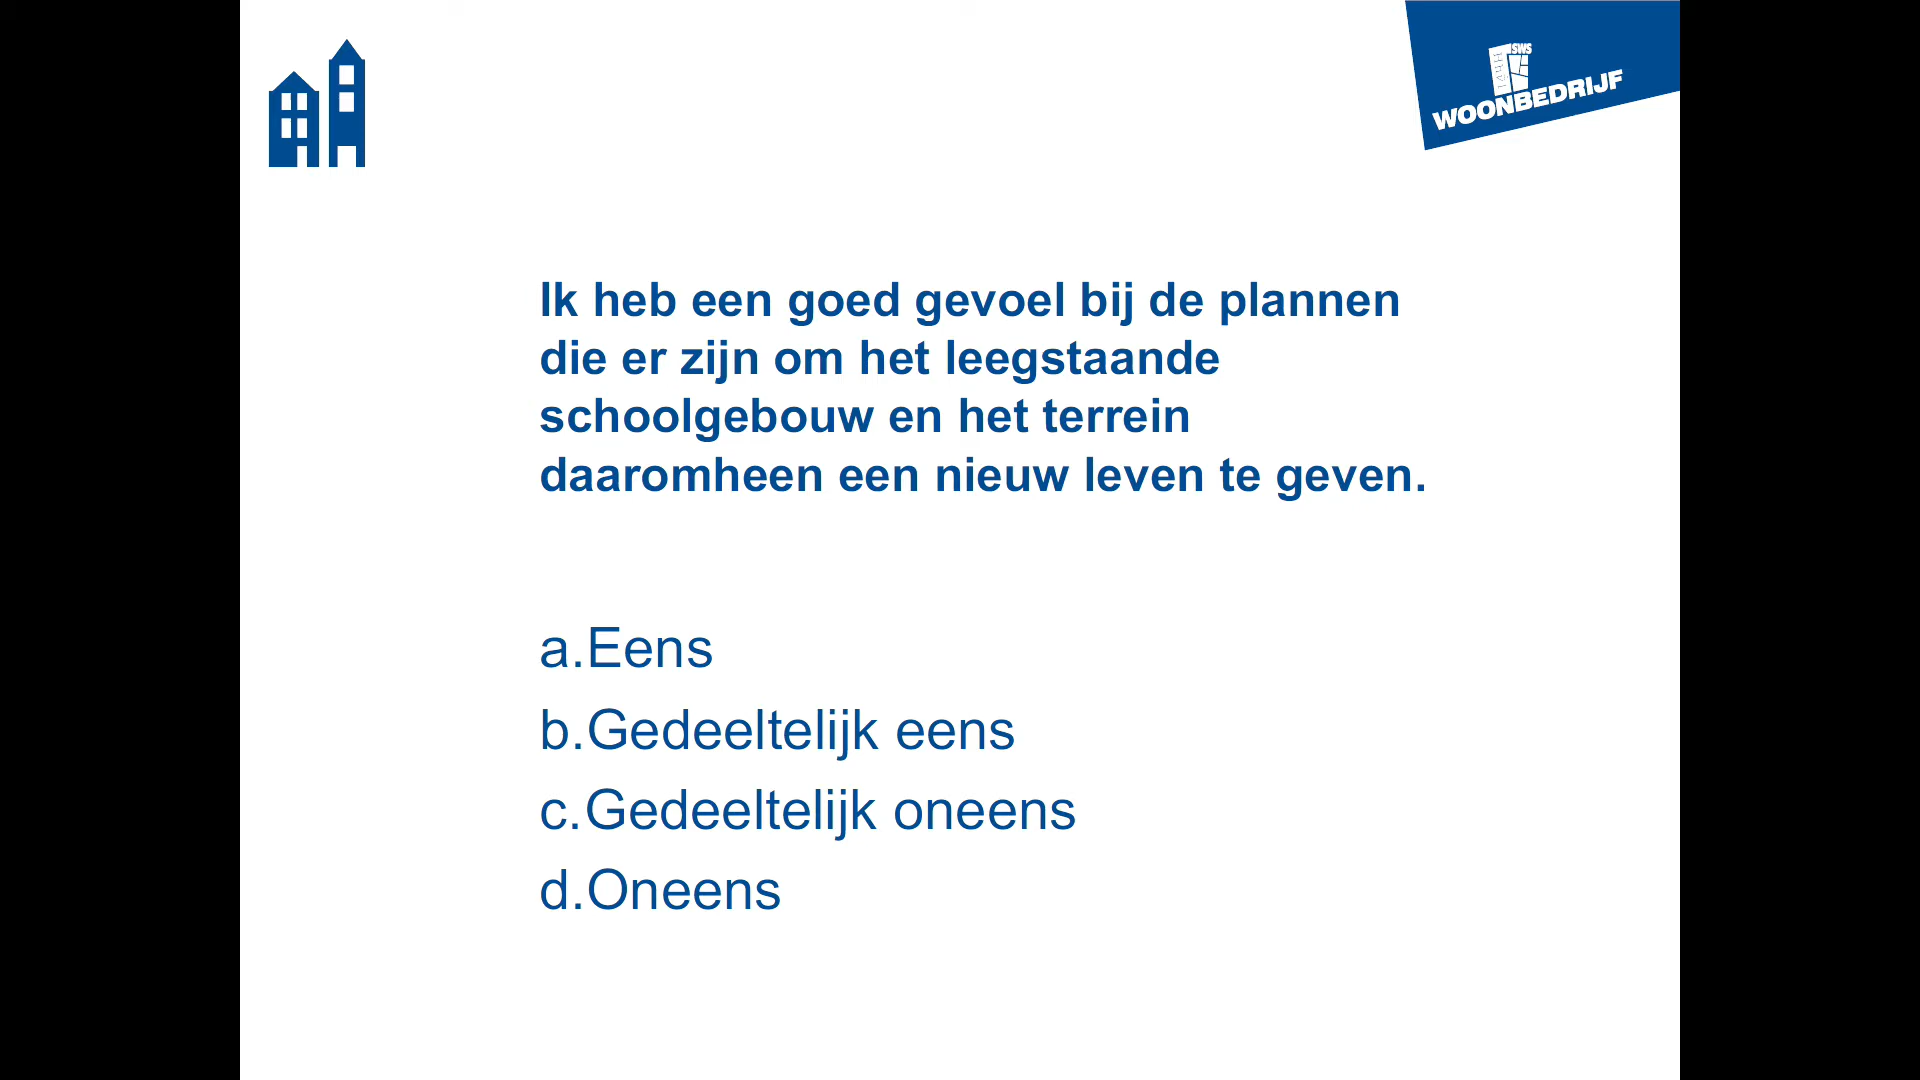 SWS
WOONBEDRIJF
Ik heb een goed gevoel bij de plannen
die er zijn om het leegstaande
schoolgebouw en het terrein
daaromheen een nieuw leven te geven.
a.Eens
b.Gedeeltelijk eens
c.Gedeeltelijk oneens
d.Oneens